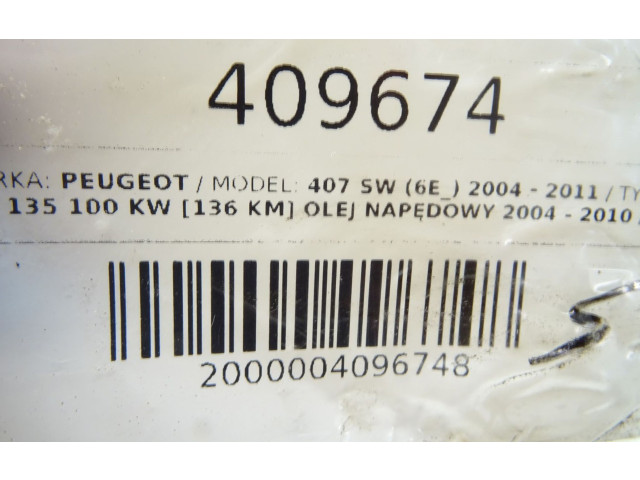 409674
RKA: PEUGEOT / MODEL: 407 SW (6E_) 2004 - 2011 / TY
135 100 KW [136 KM] OLEJ NAPĘDOWY 2004 - 2010
2000004096748